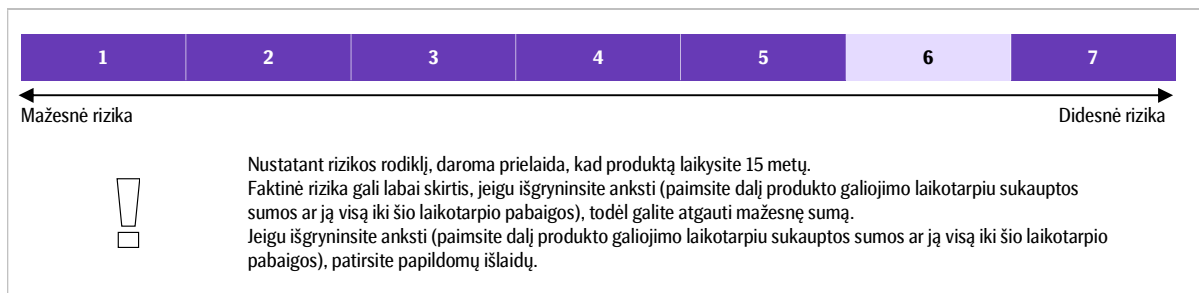 1 2 3 4 5 6 7
Mažesnė rizika Didesnė rizika
Nustatant rizikos rodiklį, daroma prielaida, kad produktą laikysite 15 metų.
Faktinė rizika gali labai skirtis, jeigu išgryninsite anksti (paimsite dalį produkto galiojimo laikotarpiu sukauptos
sumos ar ją visą iki šio laikotarpio pabaigos), todėl galite atgauti mažesnę sumą.
Jeigu išgryninsite anksti (paimsite dalį produkto galiojimo laikotarpiu sukauptos sumos ar ją visą iki šio laikotarpio
pabaigos), patirsite papildomų išlaidų.